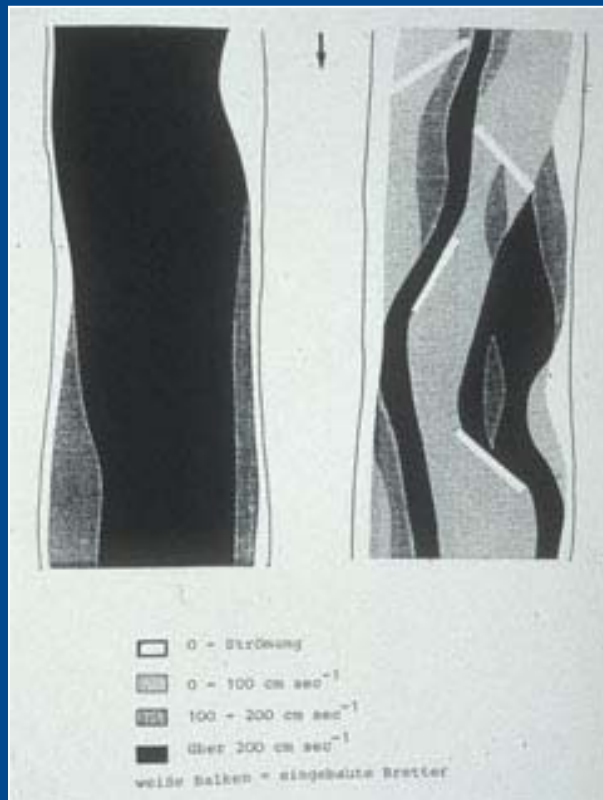 0 - Strömung
0 - 100 cm sec⁻¹
100 - 200 cm sec⁻¹
über 200 cm sec⁻¹
weiße Balken = eingebaute Bretter